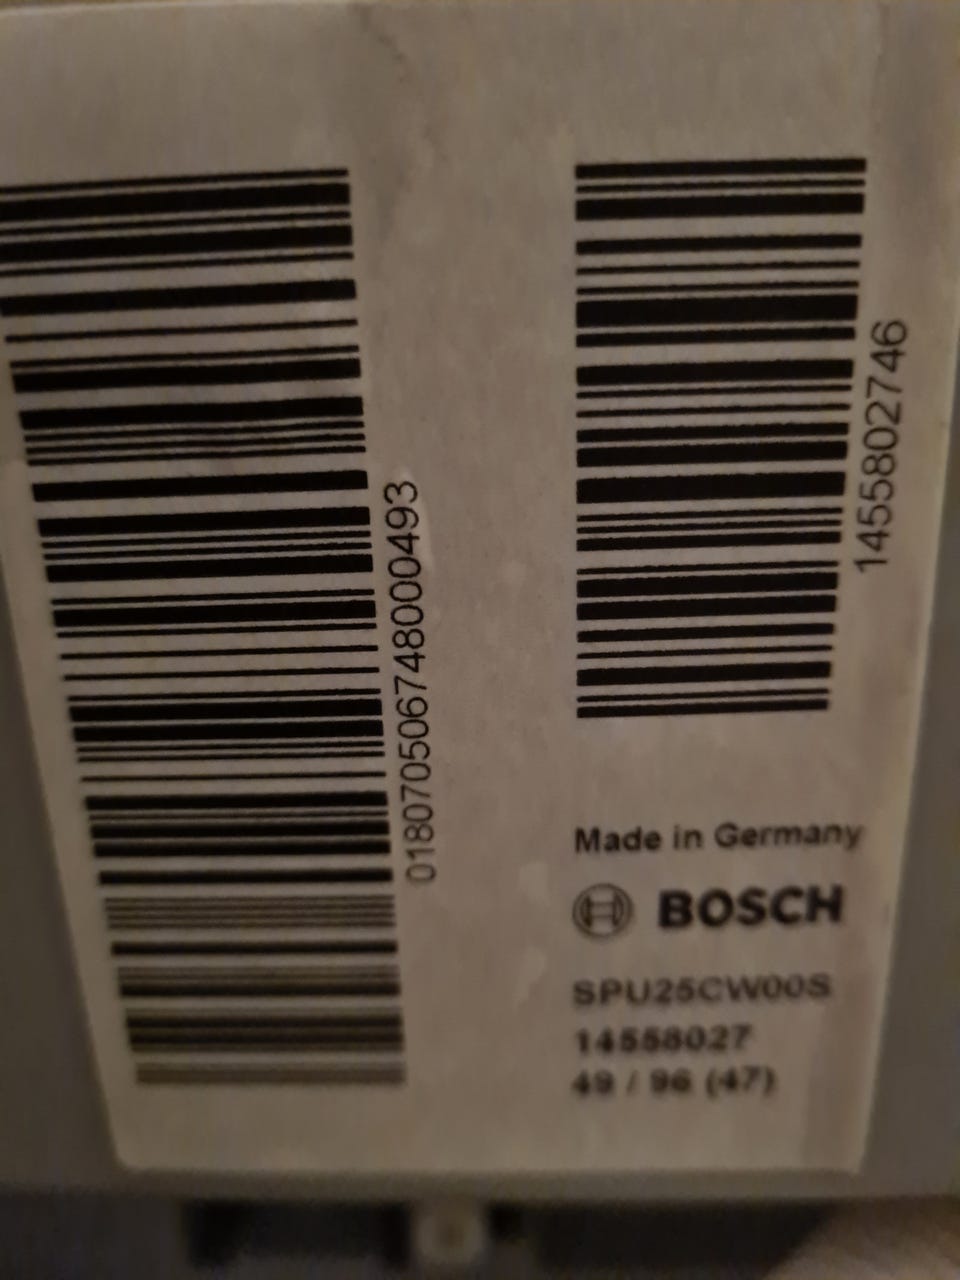 018070506748000493
1455802746
Made in Germany
BOSCH
SPU25CW00S
14558027
49 / 96 (47)